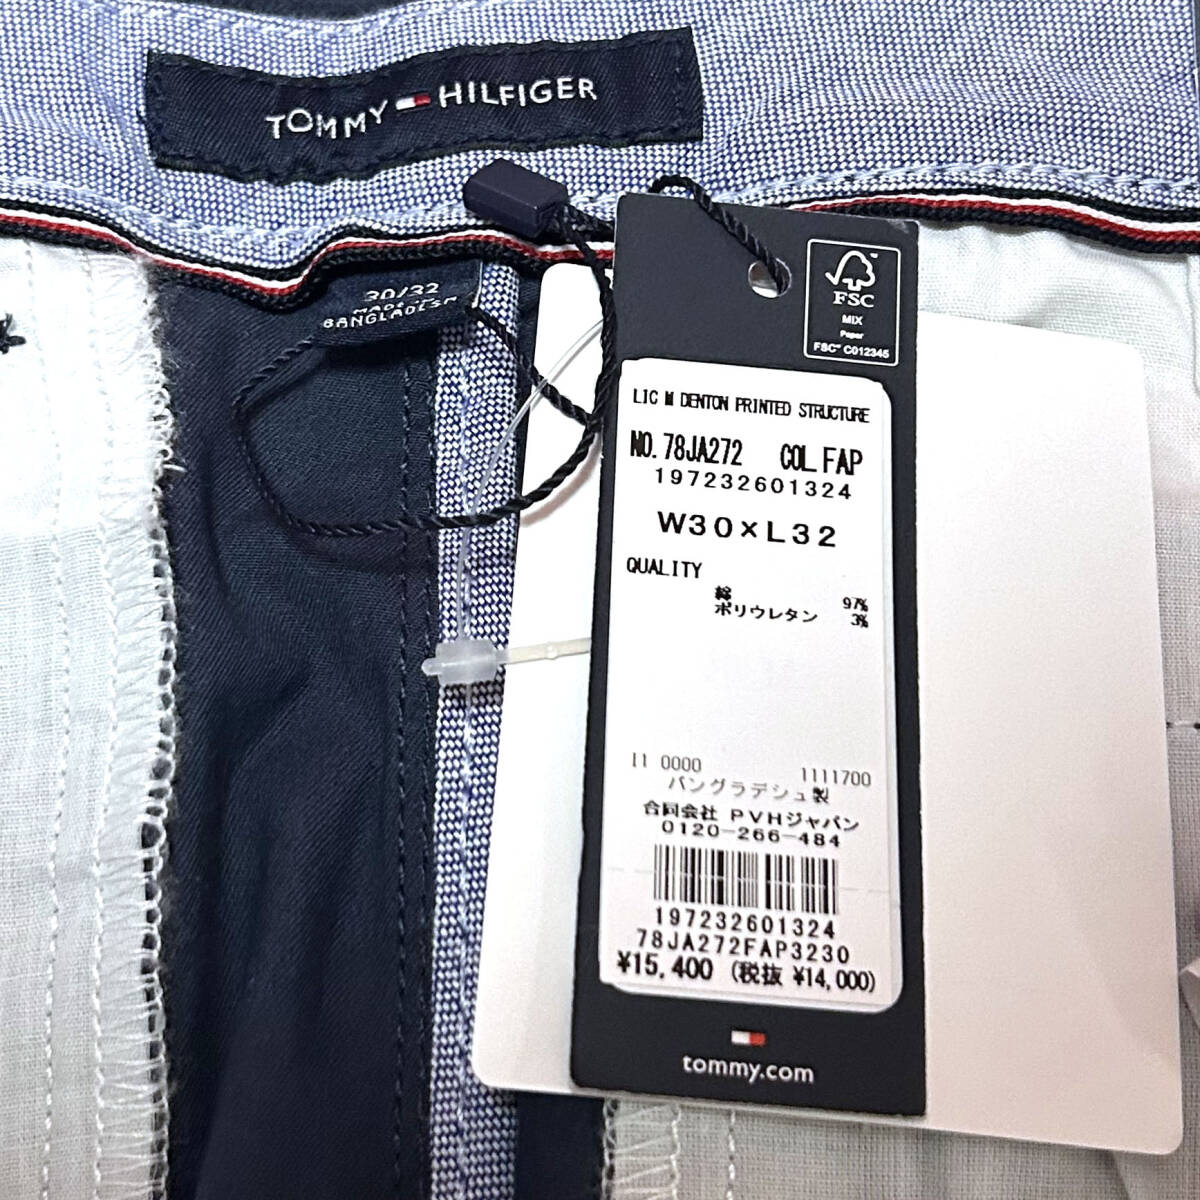 TOMMY HILFIGER
30/32
MADE IN
BANGLADESH
FSC
MIX
Paper
FSC™ C012345
LIC M DENTON PRINTED STRUCTURE
NO. 78JA272 COL FAP
197232601324
W30×L32
QUALITY
綿 97%
ポリウレタン 3%
11 0000 1111700
バングラデシュ製
合同会社 PVHジャパン
0120-266-484
197232601324
78JA272FAP3230
¥15,400 (税抜 ¥14,000)
tommy.com